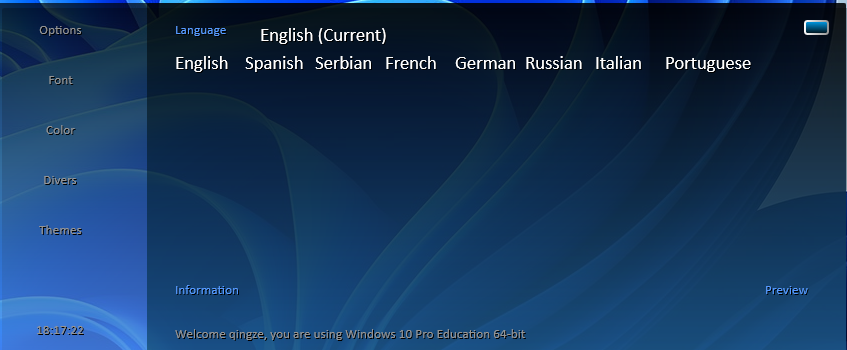 Options
Font
Color
Divers
Themes
18:17:22
Language
English (Current)
English Spanish Serbian French German Russian Italian Portuguese
Information
Preview
Welcome qingze, you are using Windows 10 Pro Education 64-bit